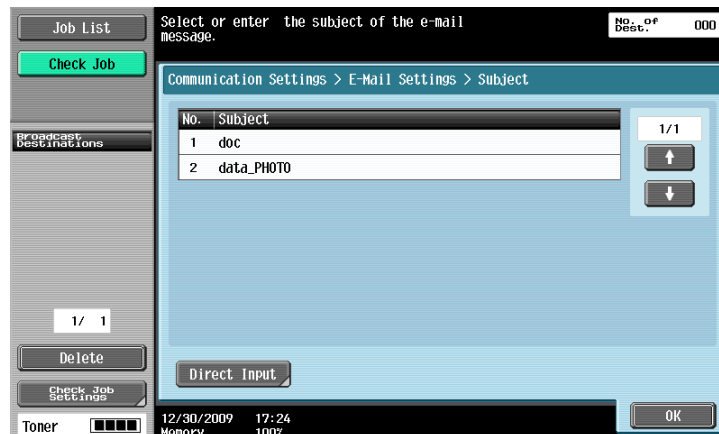 Job List
Check Job
Select or enter the subject of the e-mail
message.
No. of
Dest.
000
Communication Settings > E-Mail Settings > Subject
No. Subject
1 doc
2 data_PHOTO
1/1
Broadcast
Destinations
1/ 1
Delete
Check Job
Settings
Direct Input
Toner
12/30/2009 17:24
Memory 100%
OK